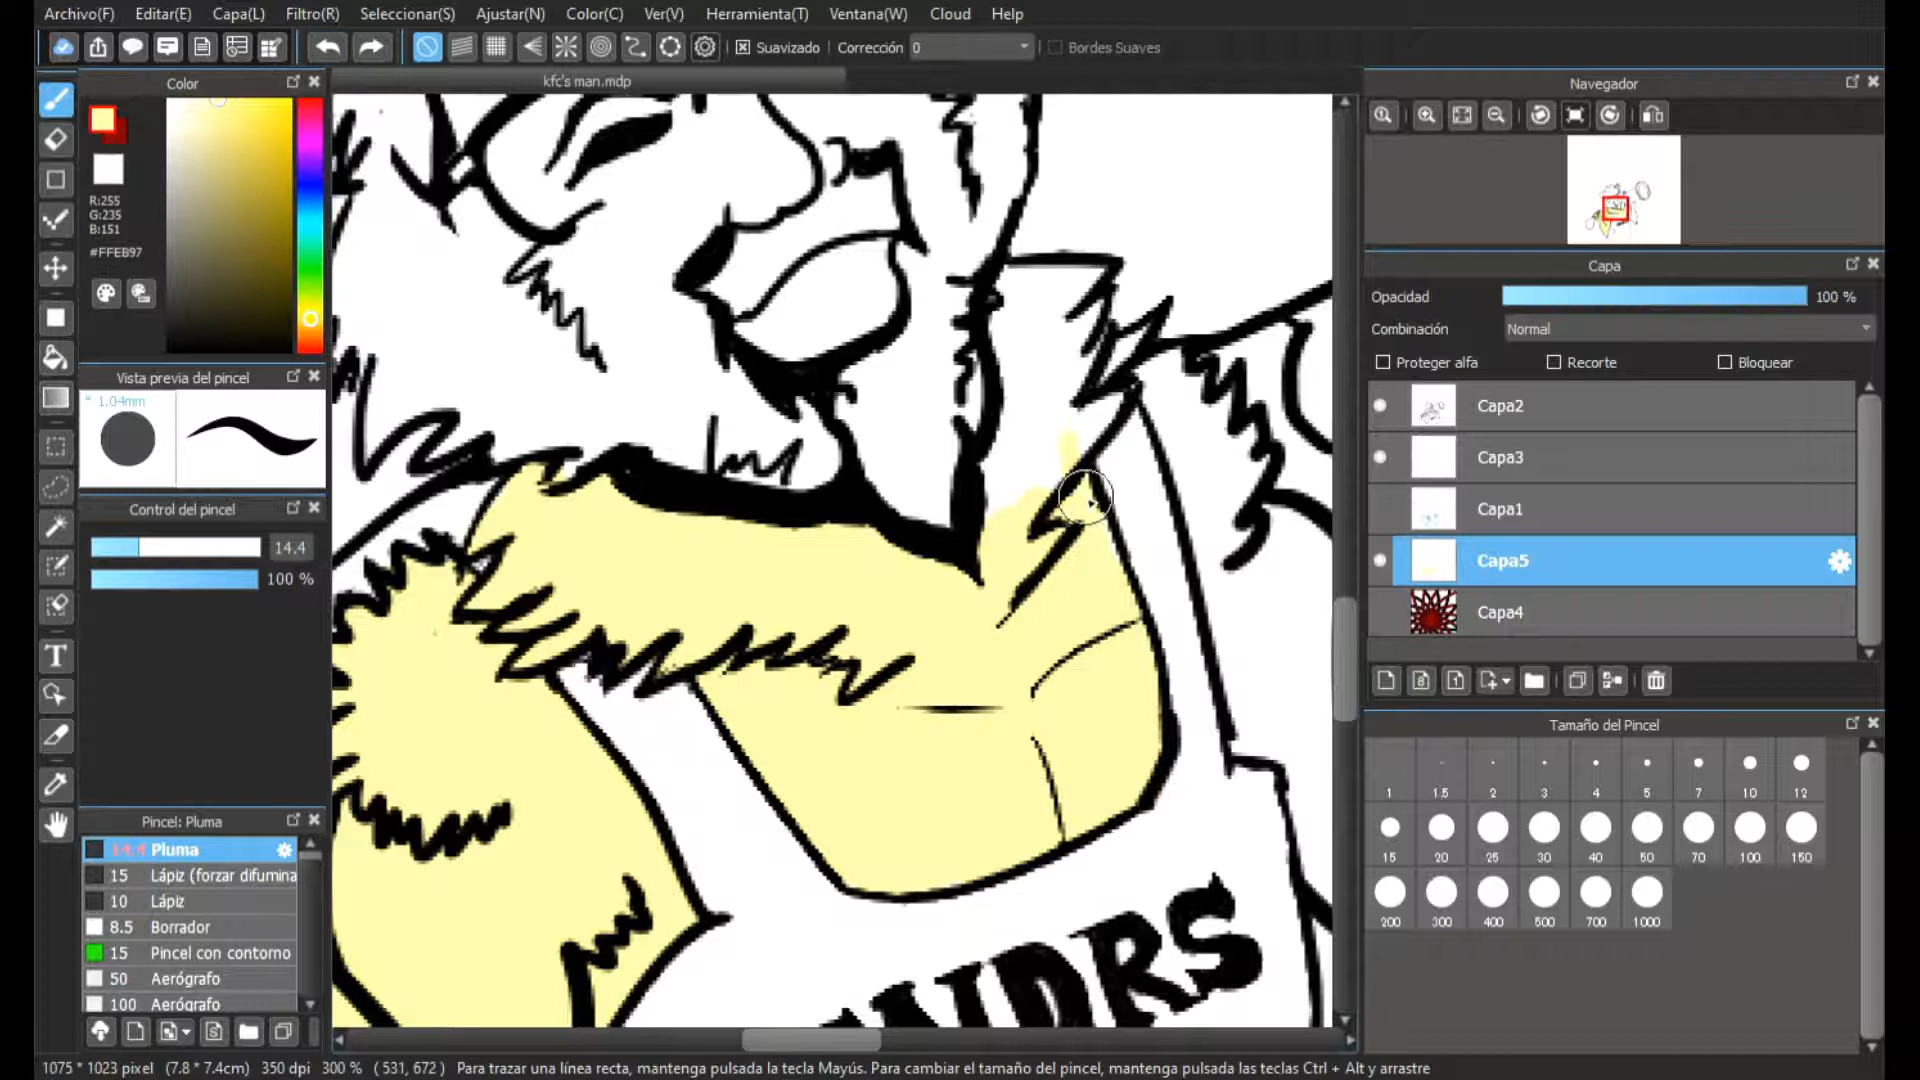 Archivo(F) Editar(E) Capa(L) Filtro(R) Seleccionar(S) Ajustar(N) Color(C) Ver(V) Herramienta(T) Ventana(W) Cloud Help
Suavizado Corrección 0 Bordes Suaves
Color
kfc's man.mdp
Navegador
R:255
G:235
B:151
#FFEB97
Capa
Opacidad 100 %
Combinación Normal
Proteger alfa Recorte Bloquear
Vista previa del pincel
* 1.04mm
Capa2
Capa3
Control del pincel
Capa1
14.4
Capa5
100 %
Capa4
Tamaño del Pincel
1 1.5 2 3 4 5 7 10 12
Pincel: Pluma
14.4 Pluma
15 20 25 30 40 50 70 100 150
15 Lápiz (forzar difumina
10 Lápiz
200 300 400 500 700 1000
8.5 Borrador
15 Pincel con contorno
50 Aerógrafo
100 Aerógrafo
NDRS
1075 * 1023 pixel (7.8 * 7.4cm) 350 dpi 300 % ( 531, 672 ) Para trazar una línea recta, mantenga pulsada la tecla Mayús. Para cambiar el tamaño del pincel, mantenga pulsada las teclas Ctrl + Alt y arrastre